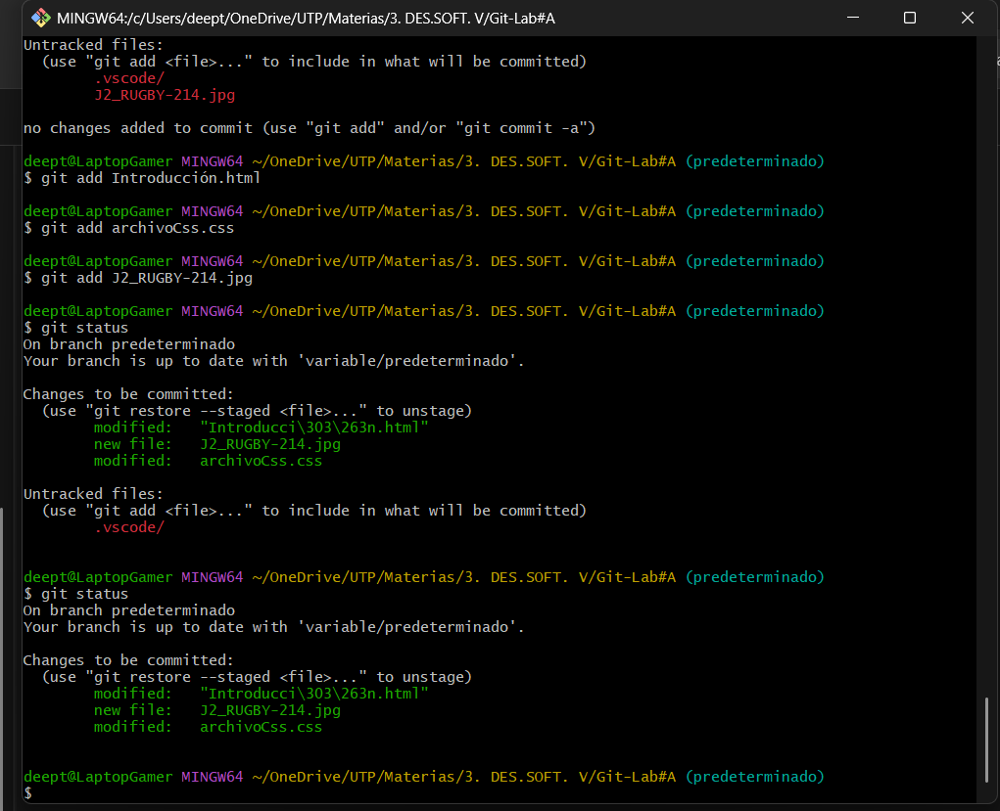 MINGW64:/c/Users/deept/OneDrive/UTP/Materias/3. DES.SOFT. V/Git-Lab#A
Untracked files:
  (use "git add <file>..." to include in what will be committed)
        .vscode/
        J2_RUGBY-214.jpg

no changes added to commit (use "git add" and/or "git commit -a")

deept@LaptopGamer MINGW64 ~/OneDrive/UTP/Materias/3. DES.SOFT. V/Git-Lab#A (predeterminado)
$ git add Introducción.html

deept@LaptopGamer MINGW64 ~/OneDrive/UTP/Materias/3. DES.SOFT. V/Git-Lab#A (predeterminado)
$ git add archivoCss.css

deept@LaptopGamer MINGW64 ~/OneDrive/UTP/Materias/3. DES.SOFT. V/Git-Lab#A (predeterminado)
$ git add J2_RUGBY-214.jpg

deept@LaptopGamer MINGW64 ~/OneDrive/UTP/Materias/3. DES.SOFT. V/Git-Lab#A (predeterminado)
$ git status
On branch predeterminado
Your branch is up to date with 'variable/predeterminado'.

Changes to be committed:
  (use "git restore --staged <file>..." to unstage)
        modified:   "Introducci\303\263n.html"
        new file:   J2_RUGBY-214.jpg
        modified:   archivoCss.css

Untracked files:
  (use "git add <file>..." to include in what will be committed)
        .vscode/


deept@LaptopGamer MINGW64 ~/OneDrive/UTP/Materias/3. DES.SOFT. V/Git-Lab#A (predeterminado)
$ git status
On branch predeterminado
Your branch is up to date with 'variable/predeterminado'.

Changes to be committed:
  (use "git restore --staged <file>..." to unstage)
        modified:   "Introducci\303\263n.html"
        new file:   J2_RUGBY-214.jpg
        modified:   archivoCss.css


deept@LaptopGamer MINGW64 ~/OneDrive/UTP/Materias/3. DES.SOFT. V/Git-Lab#A (predeterminado)
$